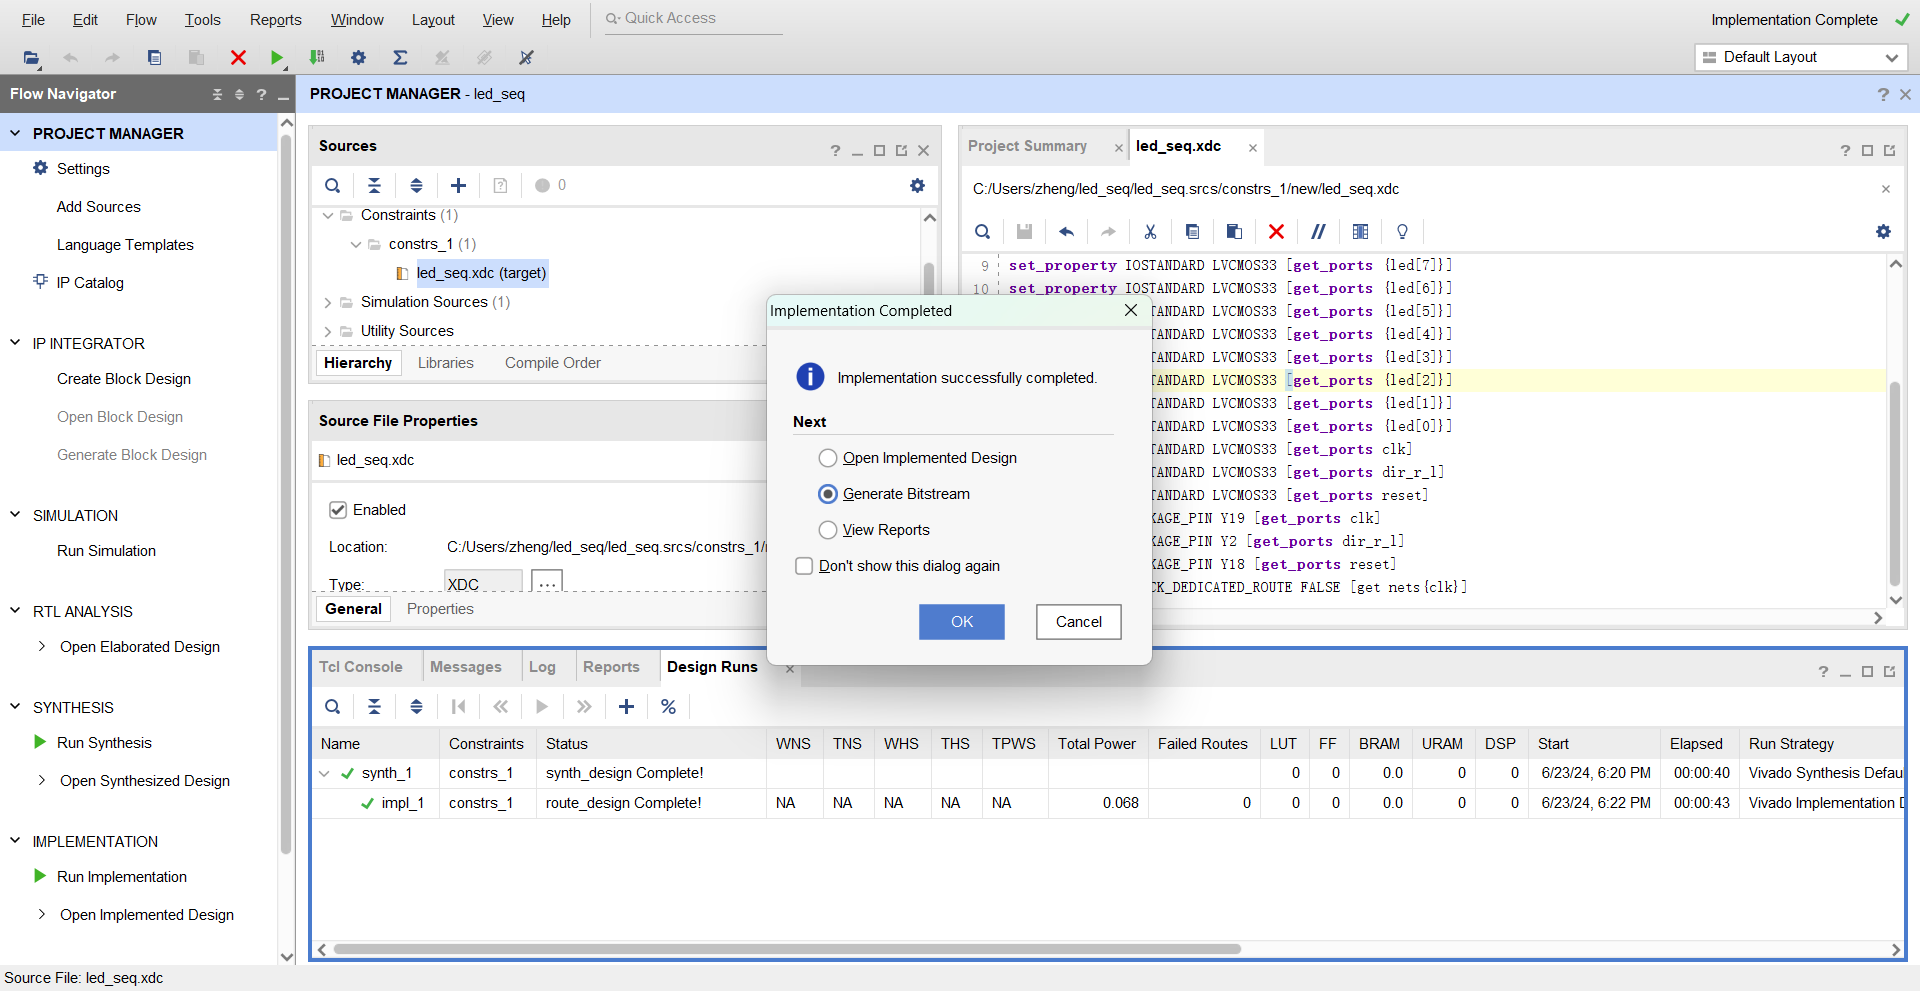 File Edit Flow Tools Reports Window Layout View Help Quick Access Implementation Complete
Default Layout
Flow Navigator
PROJECT MANAGER
Settings
Add Sources
Language Templates
IP Catalog
IP INTEGRATOR
Create Block Design
Open Block Design
Generate Block Design
SIMULATION
Run Simulation
RTL ANALYSIS
Open Elaborated Design
SYNTHESIS
Run Synthesis
Open Synthesized Design
IMPLEMENTATION
Run Implementation
Open Implemented Design
PROJECT MANAGER - led_seq
Sources
0
Constraints (1)
constrs_1 (1)
led_seq.xdc (target)
Simulation Sources (1)
Utility Sources
Hierarchy Libraries Compile Order
Source File Properties
led_seq.xdc
Enabled
Location: C:/Users/zheng/led_seq/led_seq.srcs/constrs_1/
Type: XDC ...
General Properties
Project Summary led_seq.xdc
C:/Users/zheng/led_seq/led_seq.srcs/constrs_1/new/led_seq.xdc
9 set_property IOSTANDARD LVCMOS33 [get_ports {led[7]}]
10 set_property IOSTANDARD LVCMOS33 [get_ports {led[6]}]
TANDARD LVCMOS33 [get_ports {led[5]}]
TANDARD LVCMOS33 [get_ports {led[4]}]
TANDARD LVCMOS33 [get_ports {led[3]}]
TANDARD LVCMOS33 [get_ports {led[2]}]
TANDARD LVCMOS33 [get_ports {led[1]}]
TANDARD LVCMOS33 [get_ports {led[0]}]
TANDARD LVCMOS33 [get_ports clk]
TANDARD LVCMOS33 [get_ports dir_r_l]
TANDARD LVCMOS33 [get_ports reset]
KAGE_PIN Y19 [get_ports clk]
KAGE_PIN Y2 [get_ports dir_r_l]
KAGE_PIN Y18 [get_ports reset]
CK_DEDICATED_ROUTE FALSE [get nets{clk}]
Implementation Completed
Implementation successfully completed.
Next
Open Implemented Design
Generate Bitstream
View Reports
Don't show this dialog again
OK Cancel
Tcl Console Messages Log Reports Design Runs
Name Constraints Status WNS TNS WHS THS TPWS Total Power Failed Routes LUT FF BRAM URAM DSP Start Elapsed Run Strategy
synth_1 constrs_1 synth_design Complete! 0 0 0.0 0 0 6/23/24, 6:20 PM 00:00:40 Vivado Synthesis Defau
impl_1 constrs_1 route_design Complete! NA NA NA NA NA 0.068 0 0 0 0.0 0 0 6/23/24, 6:22 PM 00:00:43 Vivado Implementation D
Source File: led_seq.xdc